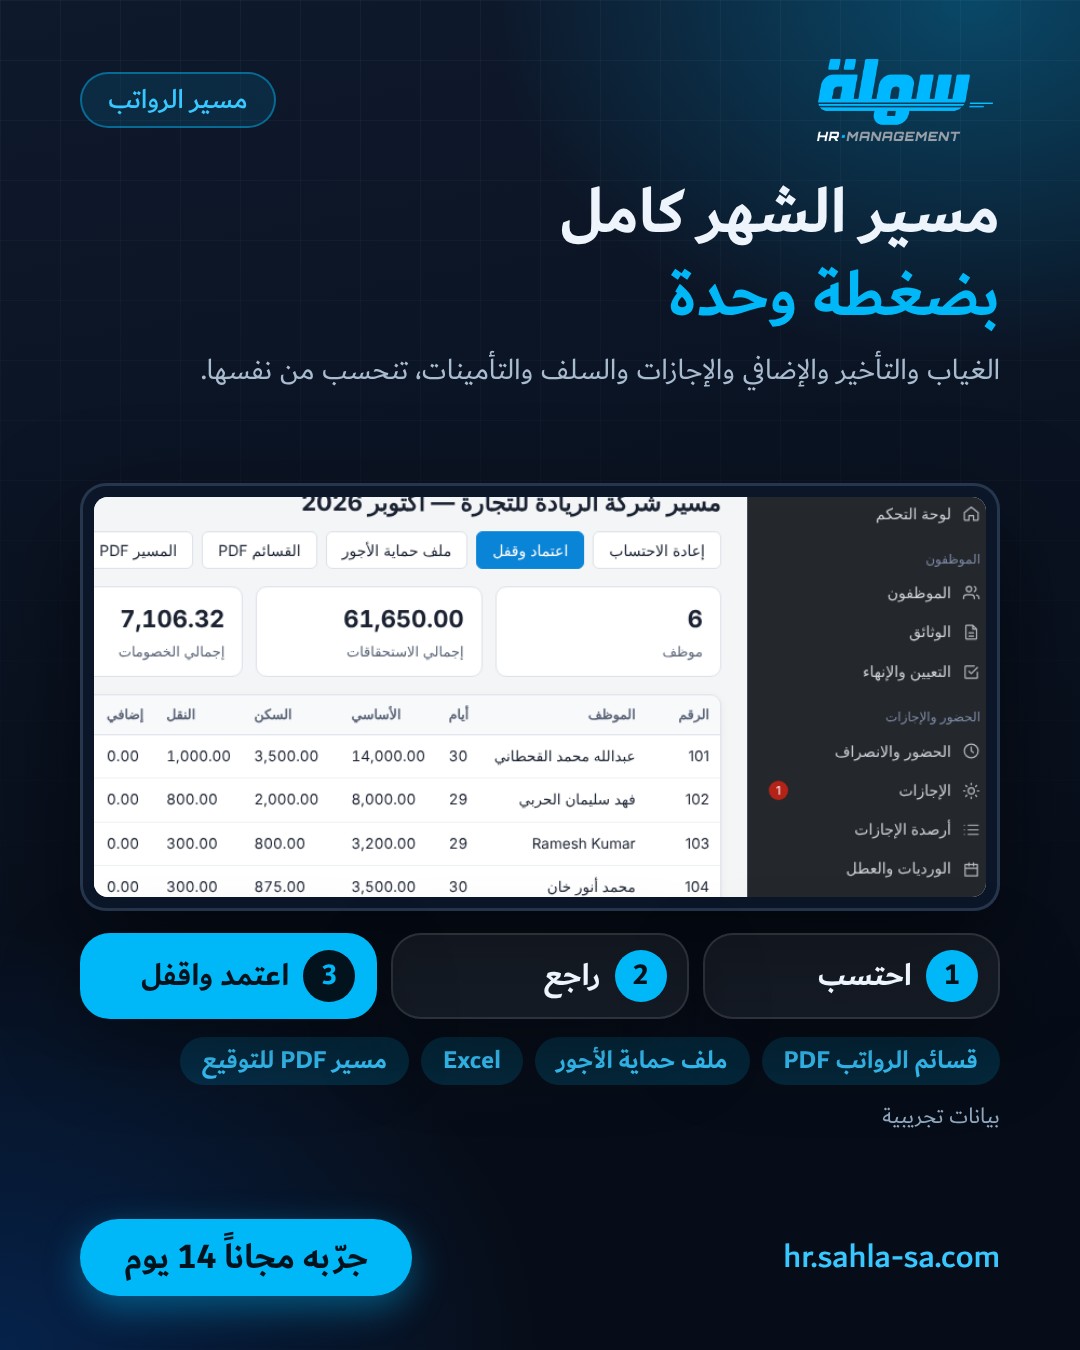 سهلة
HR·MANAGEMENT
مسير الرواتب
مسير الشهر كامل
بضغطة وحدة
الغياب والتأخير والإضافي والإجازات والسلف والتأمينات، تنحسب من نفسها.
لوحة التحكم
الموظفون
الموظفون
الوثائق
التعيين والإنهاء
الحضور والإجازات
الحضور والانصراف
الإجازات 1
أرصدة الإجازات
الورديات والعطل
مسير شركة الريادة للتجارة — أكتوبر 2026
إعادة الاحتساب اعتماد وقفل ملف حماية الأجور القسائم PDF المسير PDF
6 61,650.00 7,106.32
موظف إجمالي الاستحقاقات إجمالي الخصومات
الرقم الموظف أيام الأساسي السكن النقل إضافي
101 عبدالله محمد القحطاني 30 14,000.00 3,500.00 1,000.00 0.00
102 فهد سليمان الحربي 29 8,000.00 2,000.00 800.00 0.00
103 Ramesh Kumar 29 3,200.00 800.00 300.00 0.00
104 محمد أنور خان 30 3,500.00 875.00 300.00 0.00
1 احتسب 2 راجع 3 اعتمد واقفل
قسائم الرواتب PDF ملف حماية الأجور Excel مسير PDF للتوقيع
بيانات تجريبية
hr.sahla-sa.com
جرّبه مجاناً 14 يوم